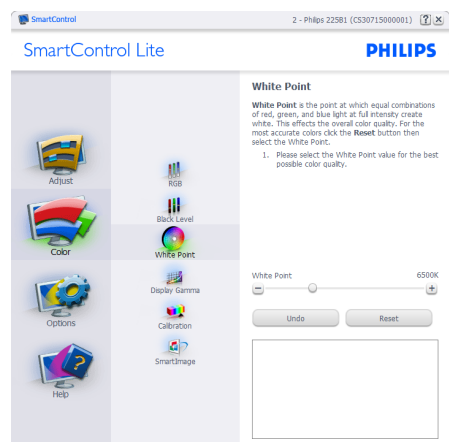 SmartControl
2 - Philips 225B1 (CS30715000001)
SmartControl Lite
PHILIPS
Adjust
Color
Options
Help
RGB
Black Level
White Point
Display Gamma
Calibration
SmartImage
White Point
White Point is the point at which equal combinations
of red, green, and blue light at full intensity create
white. This effects the overall color quality. For the
most accurate colors click the Reset button then
select the White Point.
1. Please select the White Point value for the best
possible color quality.
White Point 6500K
Undo Reset